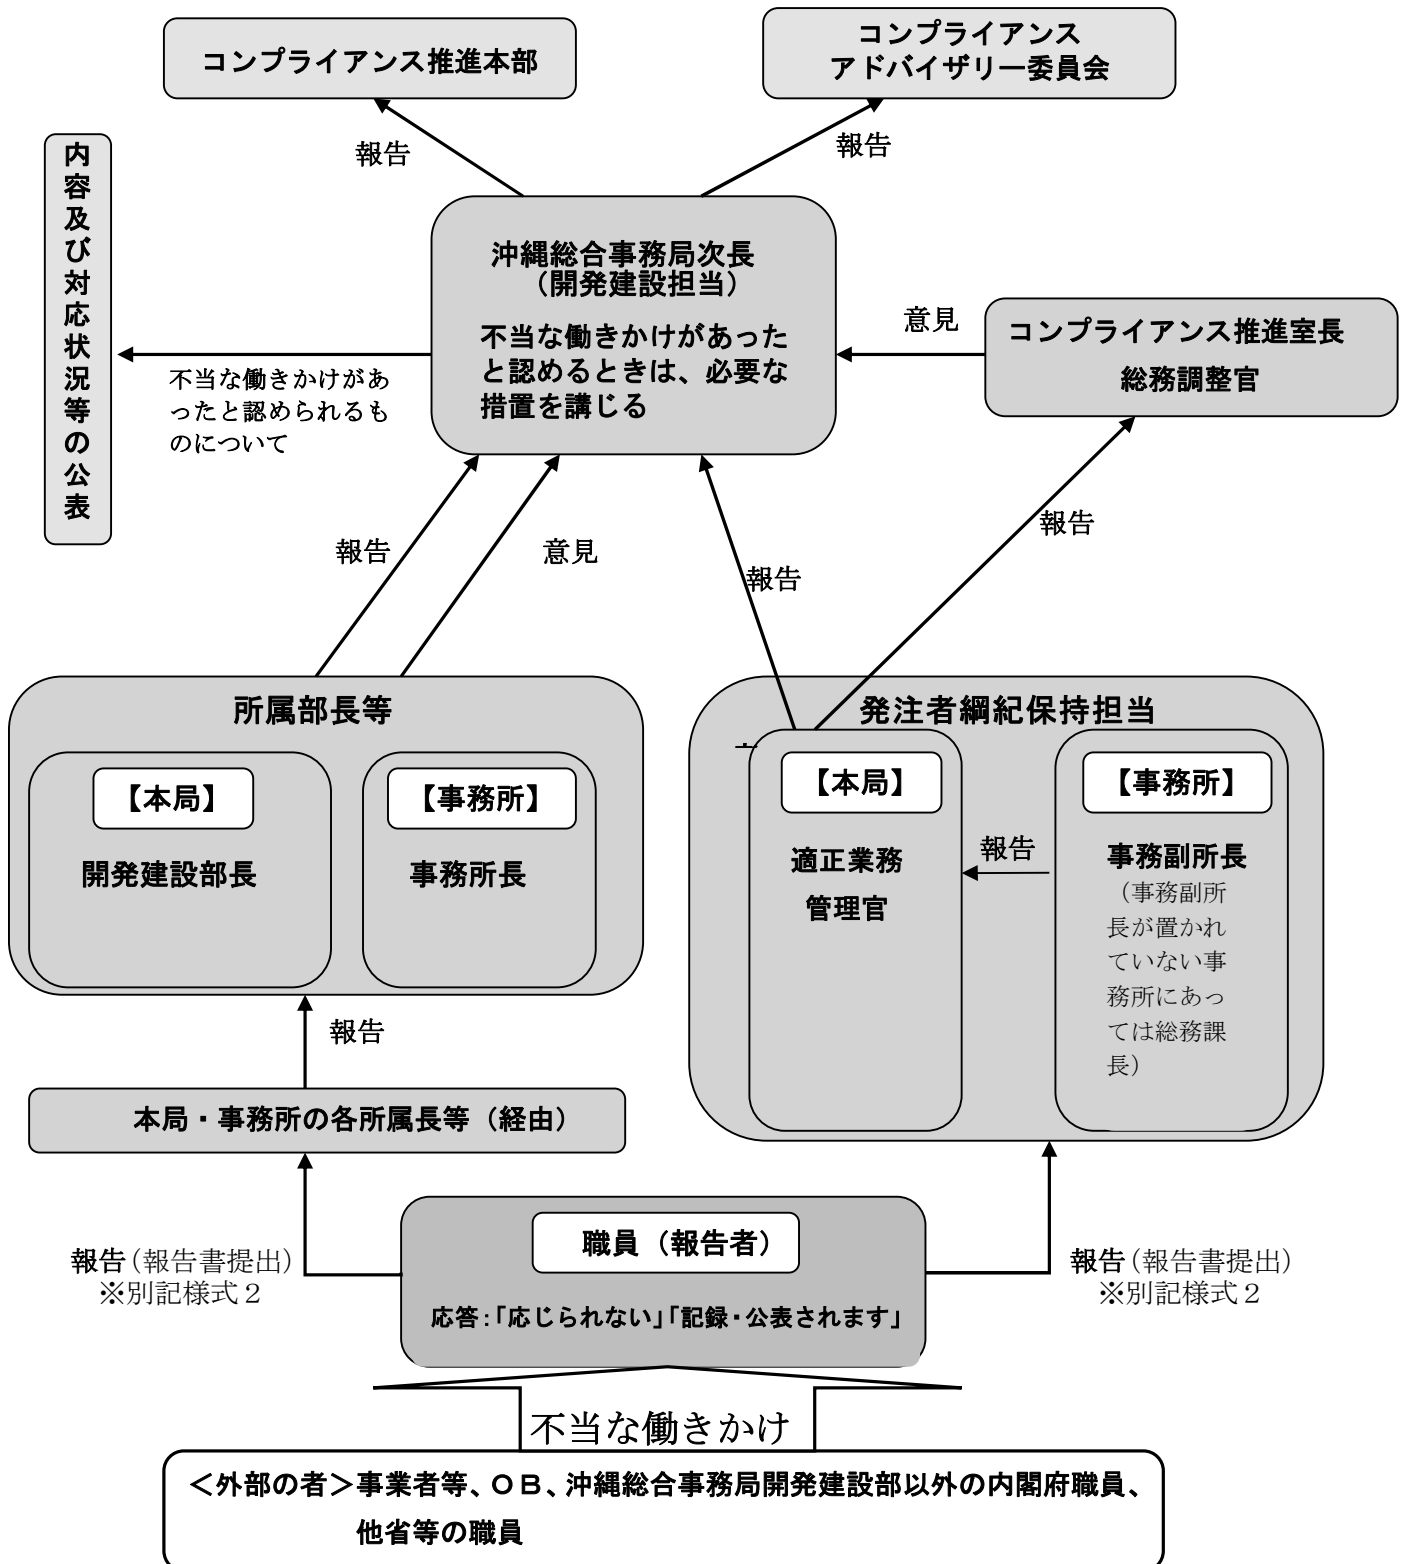 コンプライアンス推進本部
コンプライアンス
アドバイザリー委員会
報告
報告
内容及び対応状況等の公表
沖縄総合事務局次長
（開発建設担当）
不当な働きかけがあった
と認めるときは、必要な
措置を講じる
意見
コンプライアンス推進室長
総務調整官
不当な働きかけがあ
ったと認められるも
のについて
報告
意見
報告
報告
所属部長等
【本局】
開発建設部長
【事務所】
事務所長
発注者綱紀保持担当
【本局】
適正業務
管理官
報告
【事務所】
事務副所長
（事務副所
長が置かれ
ていない事
務所にあっ
ては総務課
長）
報告
本局・事務所の各所属長等（経由）
報告（報告書提出）
※別記様式２
職員（報告者）
応答：「応じられない」「記録・公表されます」
報告（報告書提出）
※別記様式２
不当な働きかけ
＜外部の者＞事業者等、ＯＢ、沖縄総合事務局開発建設部以外の内閣府職員、
他省等の職員